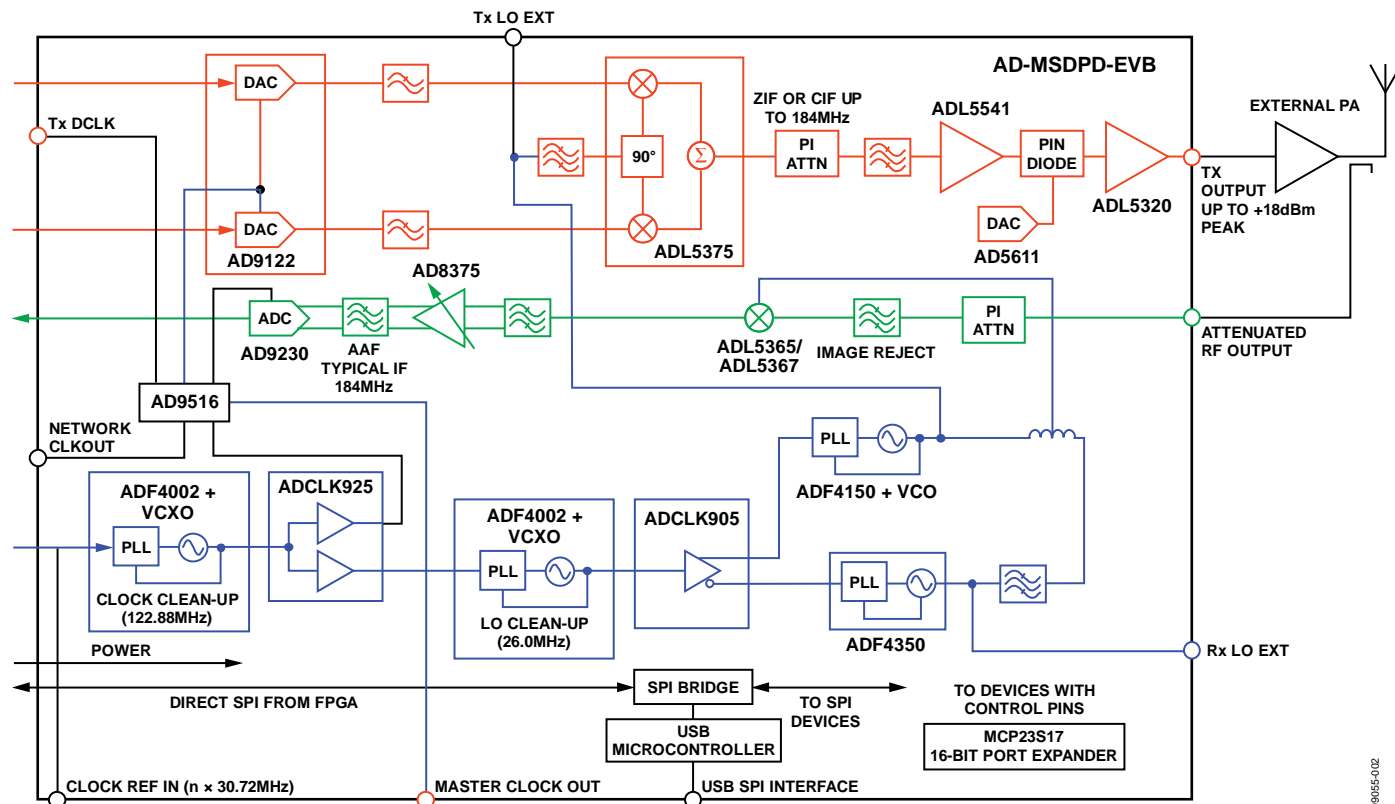 Tx LO EXT
AD-MSDPD-EVB
DAC
Tx DCLK
ZIF OR CIF UP
TO 184MHz
ADL5541
EXTERNAL PA
90°
Σ
PI
ATTN
PIN
DIODE
TX
OUTPUT
UP TO +18dBm
PEAK
ADL5320
DAC
AD5611
DAC
AD9122
ADL5375
AD8375
ADC
AD9230
AAF
TYPICAL IF
184MHz
ADL5365/
ADL5367
IMAGE REJECT
PI
ATTN
ATTENUATED
RF OUTPUT
AD9516
NETWORK
CLKOUT
PLL
ADF4150 + VCO
ADF4002 +
VCXO
PLL
CLOCK CLEAN-UP
(122.88MHz)
ADCLK925
ADF4002 +
VCXO
PLL
LO CLEAN-UP
(26.0MHz)
ADCLK905
PLL
ADF4350
Rx LO EXT
POWER
DIRECT SPI FROM FPGA
SPI BRIDGE
TO SPI
DEVICES
USB
MICROCONTROLLER
TO DEVICES WITH
CONTROL PINS
MCP23S17
16-BIT PORT EXPANDER
CLOCK REF IN (n × 30.72MHz)
MASTER CLOCK OUT
USB SPI INTERFACE
9055-002